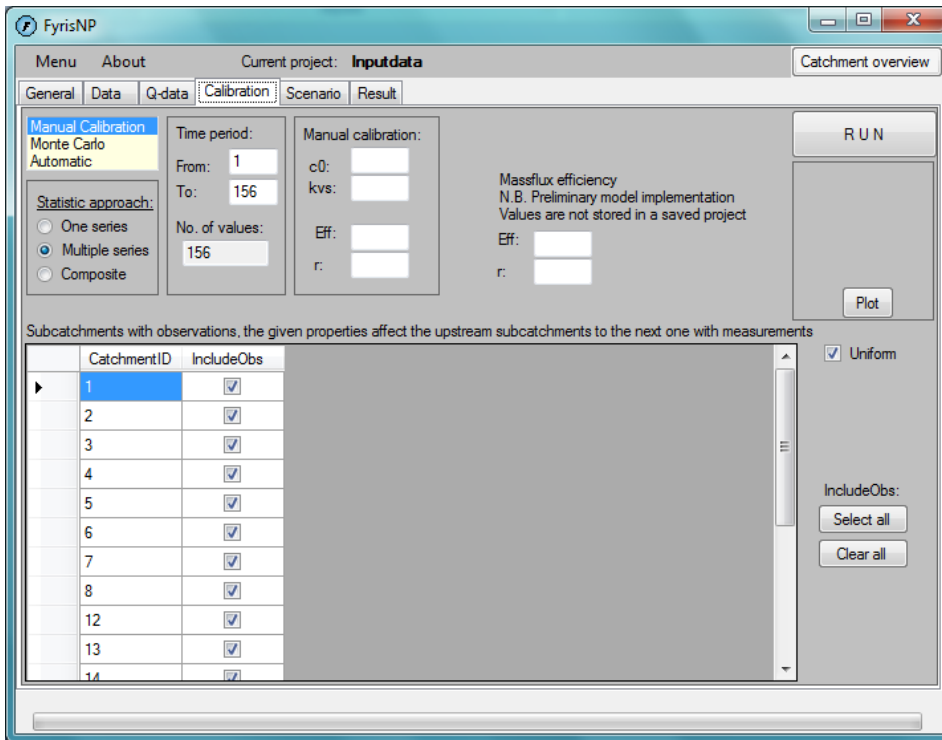 FyrisNP
Menu About Current project: Inputdata Catchment overview
General Data Q-data Calibration Scenario Result
Manual Calibration
Monte Carlo
Automatic
Statistic approach:
One series
Multiple series
Composite
Time period:
From: 1
To: 156
No. of values:
156
Manual calibration:
c0:
kvs:
Eff:
r:
Massflux efficiency
N.B. Preliminary model implementation
Values are not stored in a saved project
Eff:
r:
RUN
Plot
Subcatchments with observations, the given properties affect the upstream subcatchments to the next one with measurements
CatchmentID IncludeObs
1
2
3
4
5
6
7
8
12
13
14
Uniform
IncludeObs:
Select all
Clear all